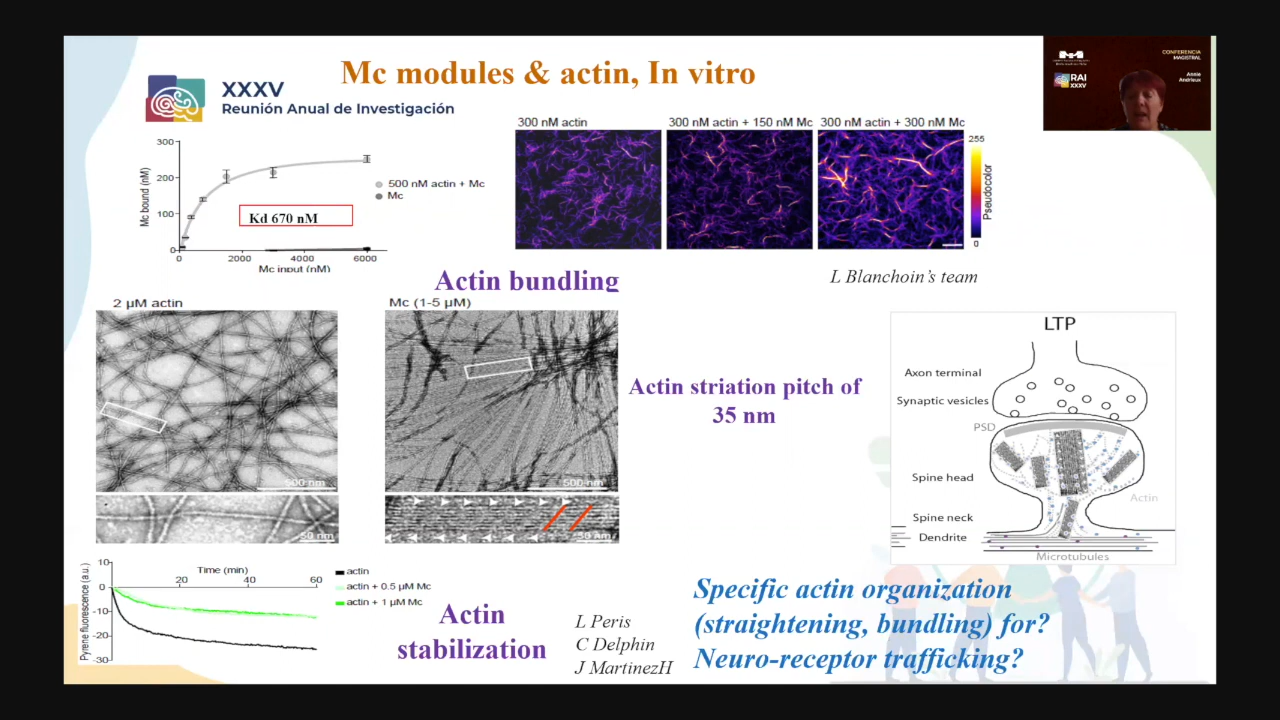 Mc modules & actin, In vitro
XXXV
Reunión Anual de Investigación
CONFERENCIA
MAGISTRAL
RAI
XXXV
Annie
Andrieux
300
200
100
0
Mc bound (nM)
500 nM actin + Mc
Mc
Kd 670 nM
0 2000 4000 6000
Mc input (nM)
300 nM actin
300 nM actin + 150 nM Mc
300 nM actin + 300 nM Mc
255
Pseudocolor
0
L Blanchoin's team
Actin bundling
2 µM actin
Mc (1-5 µM)
500 nm
500 nm
50 nm
50 nm
Actin striation pitch of
35 nm
LTP
Axon terminal
Synaptic vesicles
PSD
Spine head
Actin
Spine neck
Dendrite
Microtubules
10
0
-10
-20
-30
Pyrene fluorescence (a.u.)
Time (min)
20 40 60
actin
actin + 0.5 µM Mc
actin + 1 µM Mc
Actin
stabilization
L Peris
C Delphin
J MartinezH
Specific actin organization
(straightening, bundling) for?
Neuro-receptor trafficking?